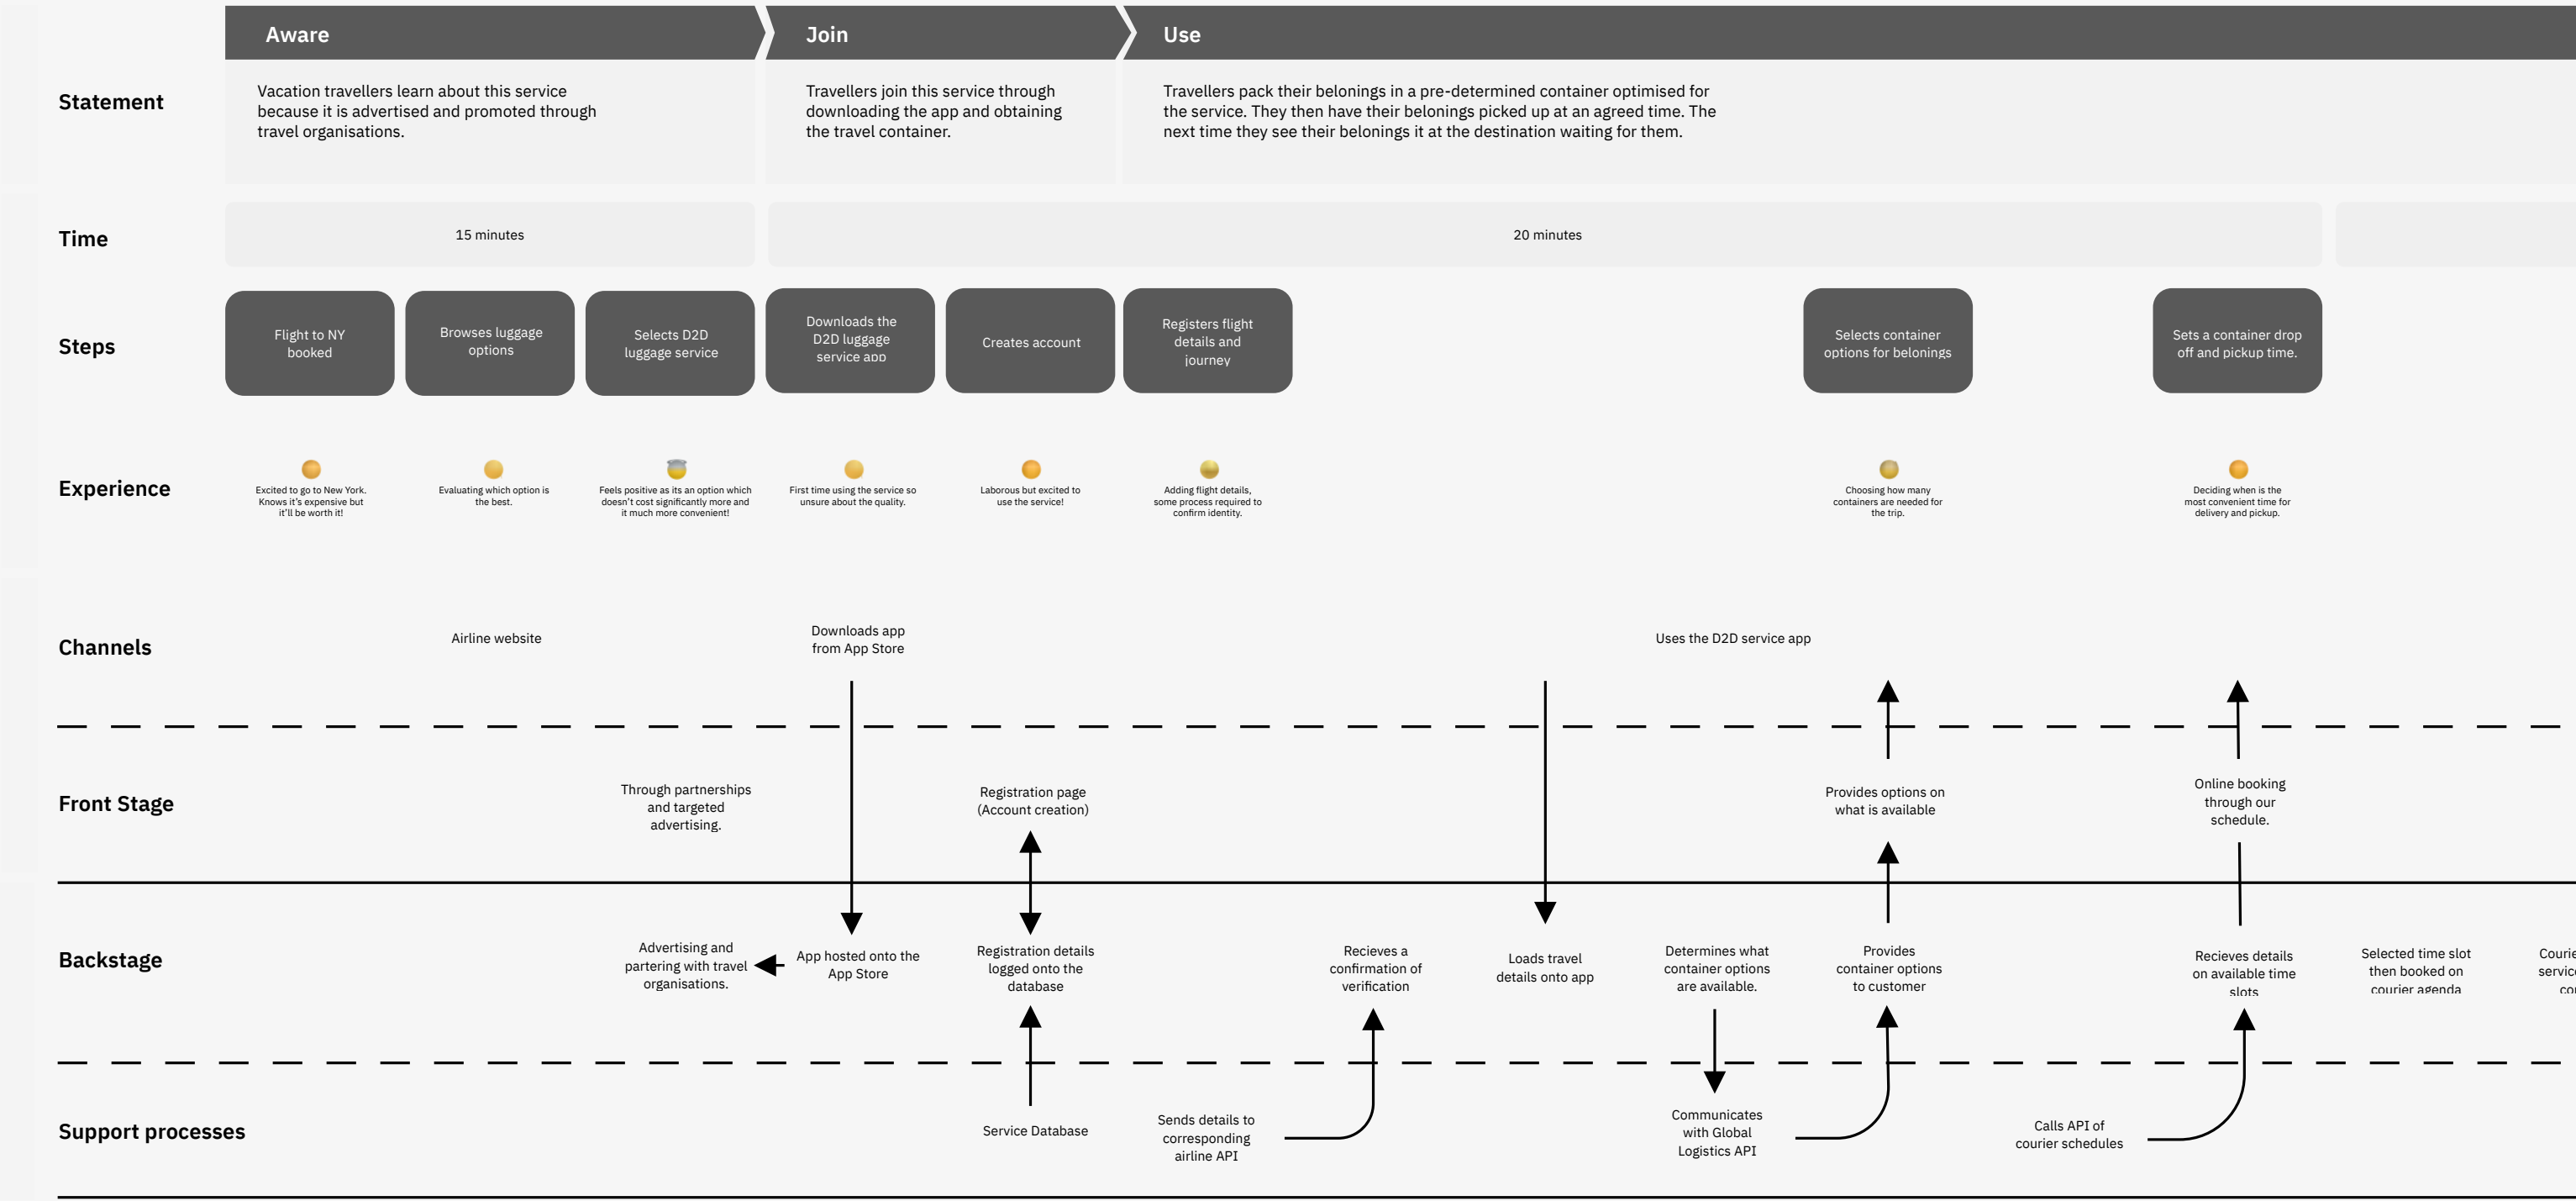 Aware
Join
Use
Statement
Vacation travellers learn about this service
because it is advertised and promoted through
travel organisations.
Travellers join this service through
downloading the app and obtaining
the travel container.
Travellers pack their belonings in a pre-determined container optimised for
the service. They then have their belonings picked up at an agreed time. The
next time they see their belonings it at the destination waiting for them.
Time
15 minutes
20 minutes
Steps
Flight to NY
booked
Browses luggage
options
Selects D2D
luggage service
Downloads the
D2D luggage
service app
Creates account
Registers flight
details and
journey
Selects container
options for belonings
Sets a container drop
off and pickup time.
Experience
Excited to go to New York.
Knows it's expensive but
it'll be worth it!
Evaluating which option is
the best.
Feels positive as its an option which
doesn't cost significantly more and
it much more convenient!
First time using the service so
unsure about the quality.
Laborous but excited to
use the service!
Adding flight details,
some process required to
confirm identity.
Choosing how many
containers are needed for
the trip.
Deciding when is the
most convenient time for
delivery and pickup.
Channels
Airline website
Downloads app
from App Store
Uses the D2D service app
Front Stage
Through partnerships
and targeted
advertising.
Registration page
(Account creation)
Provides options on
what is available
Online booking
through our
schedule.
Backstage
Advertising and
partering with travel
organisations.
App hosted onto the
App Store
Registration details
logged onto the
database
Recieves a
confirmation of
verification
Loads travel
details onto app
Determines what
container options
are available.
Provides
container options
to customer
Recieves details
on available time
slots
Selected time slot
then booked on
courier agenda
Support processes
Service Database
Sends details to
corresponding
airline API
Communicates
with Global
Logistics API
Calls API of
courier schedules